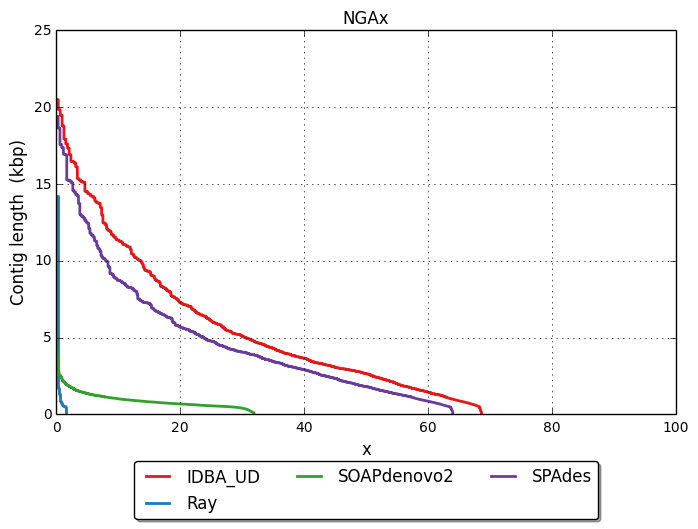 NGAx
25
20
15
10
5
0
Contig length (kbp)
0 20 40 60 80 100
x
IDBA_UD SOAPdenovo2 SPAdes
Ray